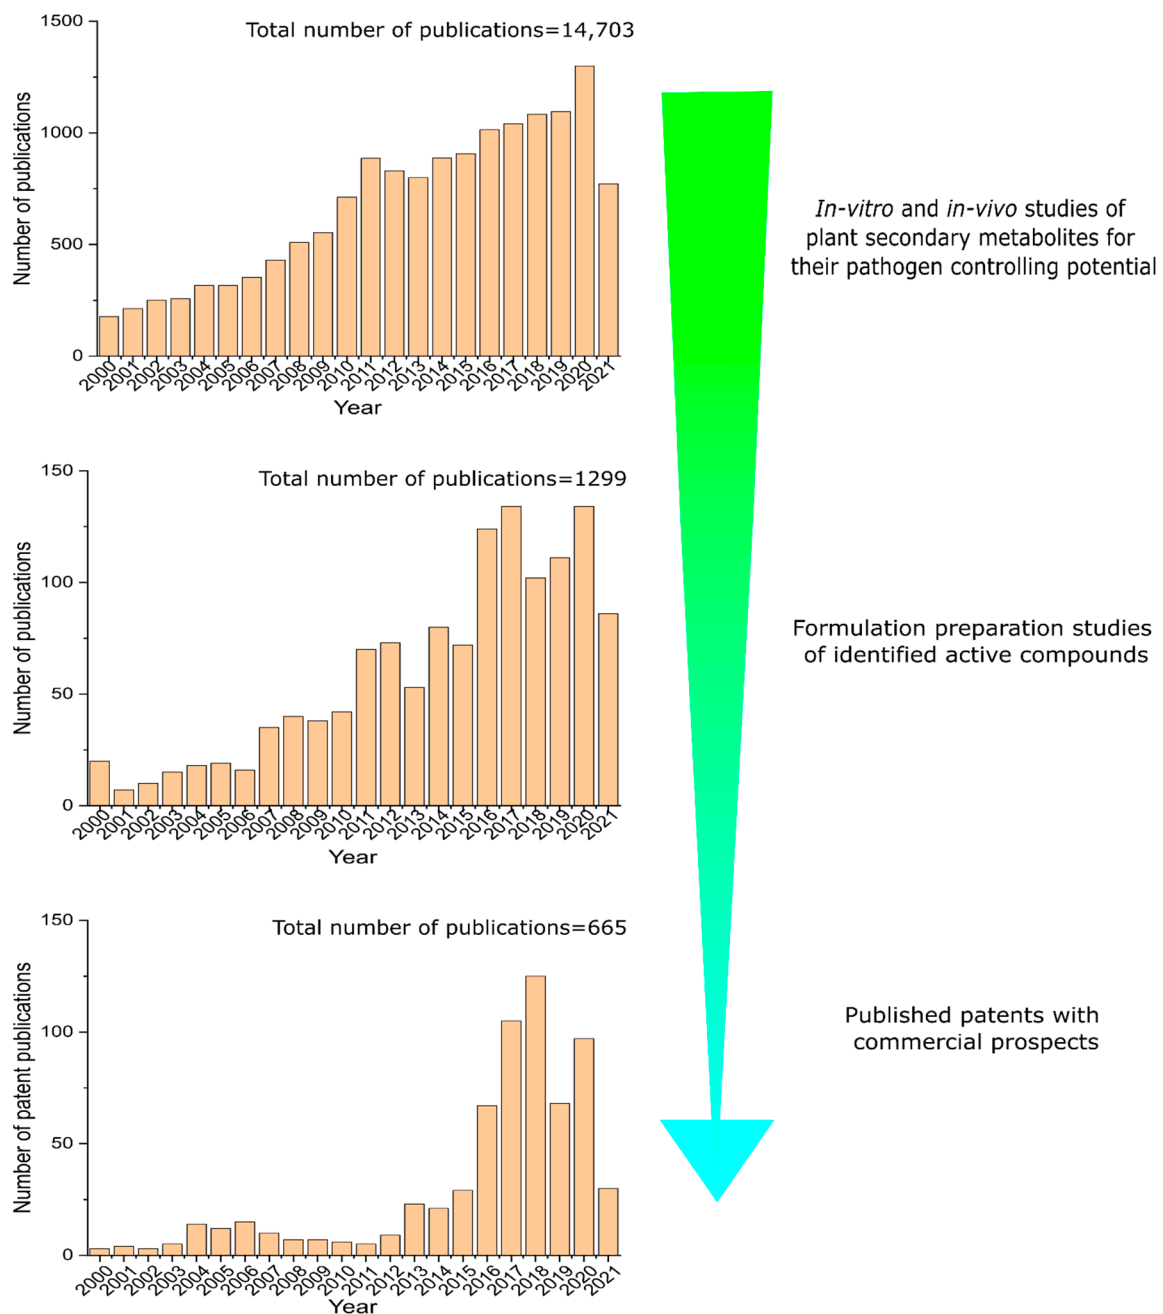 Total number of publications=14,703
Number of publications
1500
1000
500
0
2000 2001 2002 2003 2004 2005 2006 2007 2008 2009 2010 2011 2012 2013 2014 2015 2016 2017 2018 2019 2020 2021
Year
In-vitro and in-vivo studies of
plant secondary metabolites for
their pathogen controlling potential
Total number of publications=1299
Number of publications
150
100
50
0
2000 2001 2002 2003 2004 2005 2006 2007 2008 2009 2010 2011 2012 2013 2014 2015 2016 2017 2018 2019 2020 2021
Year
Formulation preparation studies
of identified active compounds
Total number of publications=665
Number of patent publications
150
100
50
0
2000 2001 2002 2003 2004 2005 2006 2007 2008 2009 2010 2011 2012 2013 2014 2015 2016 2017 2018 2019 2020 2021
Year
Published patents with
commercial prospects